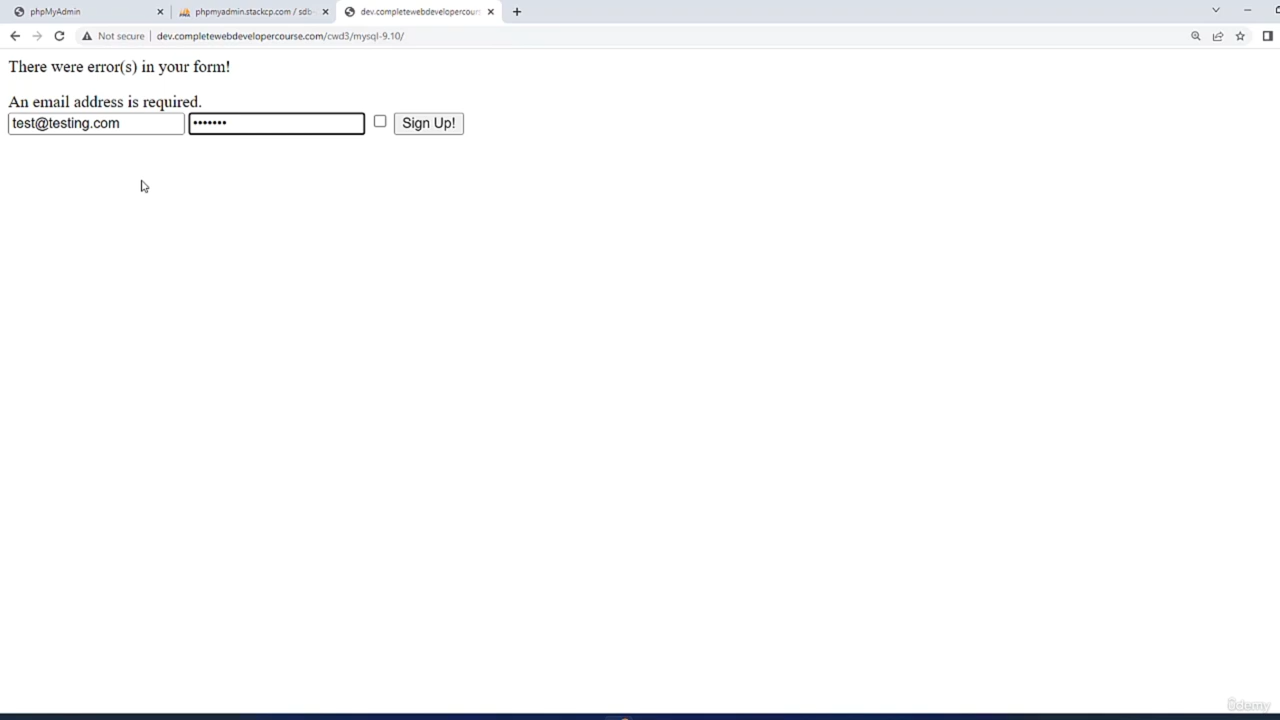 phpMyAdmin
phpmyadmin.stackcp.com / sdb-
dev.completewebdevelopercours
Not secure
dev.completewebdevelopercourse.com/cwd3/mysql-9.10/
There were error(s) in your form!
An email address is required.
test@testing.com
••••••• 
Sign Up!
Udemy